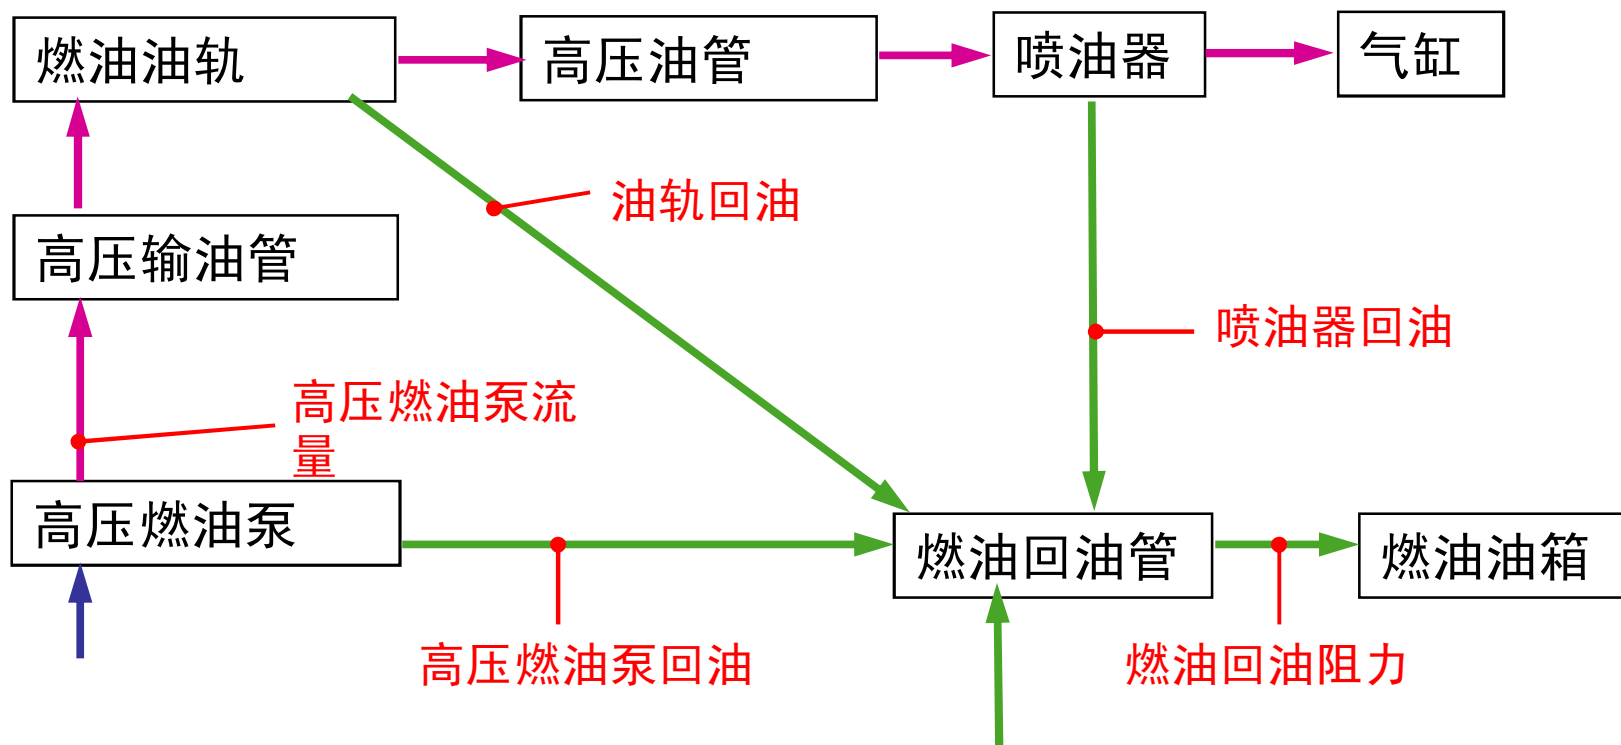 燃油油轨
高压油管
喷油器
气缸
油轨回油
高压输油管
喷油器回油
高压燃油泵流
量
高压燃油泵
燃油回油管
燃油油箱
高压燃油泵回油
燃油回油阻力